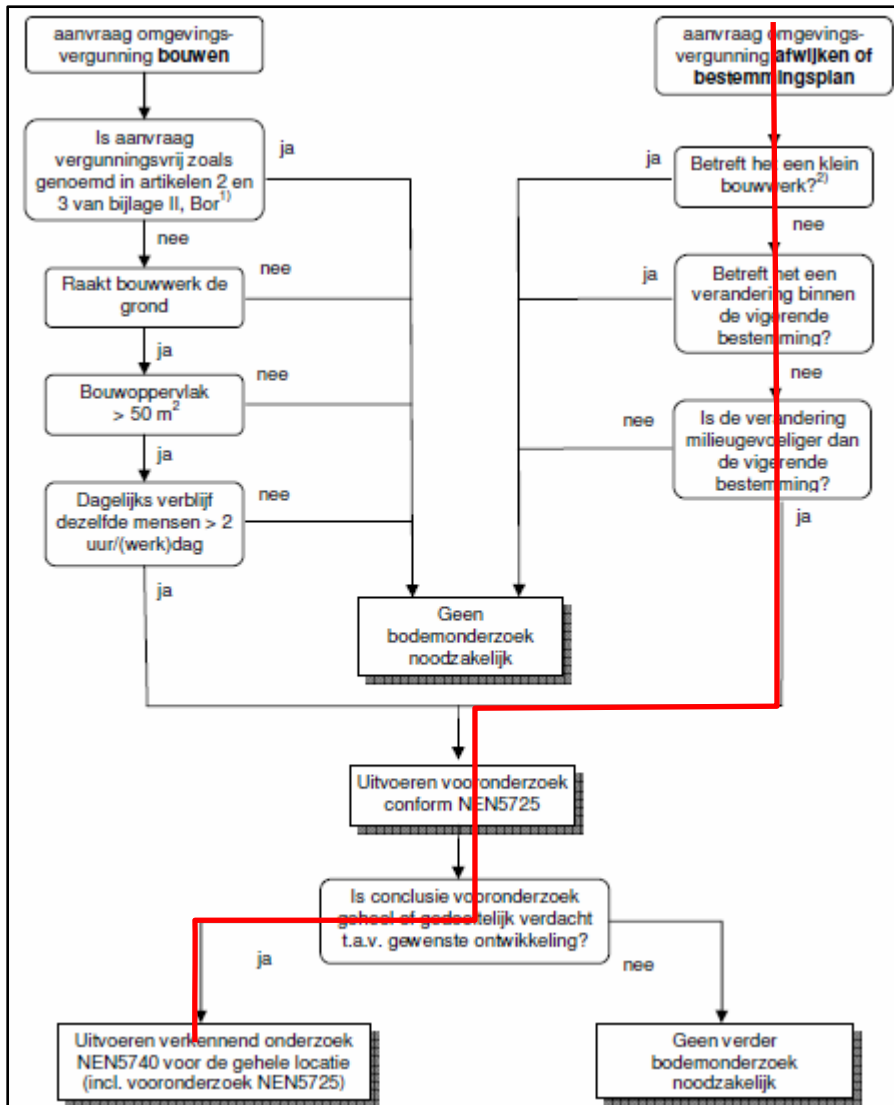 aanvraag omgevings-
vergunning bouwen
Is aanvraag
vergunningsvrij zoals
genoemd in artikelen 2 en
3 van bijlage II, Bor1)
ja
nee
Raakt bouwwerk de
grond
nee
ja
Bouwoppervlak
> 50 m2
nee
ja
Dagelijks verblijf
dezelfde mensen > 2
uur/(werk)dag
nee
ja
aanvraag omgevings-
vergunning afwijken of
bestemmingsplan
Betreft het een klein
bouwwerk?2)
ja
nee
Betreft het een
verandering binnen
de vigerende
bestemming?
ja
nee
Is de verandering
milieugevoeliger dan
de vigerende
bestemming?
nee
ja
Geen
bodemonderzoek
noodzakelijk
Uitvoeren vooronderzoek
conform NEN5725
Is conclusie vooronderzoek
geheel of gedeeltelijk verdacht
t.a.v. gewenste ontwikkeling?
ja
nee
Uitvoeren verkennend onderzoek
NEN5740 voor de gehele locatie
(incl. vooronderzoek NEN5725)
Geen verder
bodemonderzoek
noodzakelijk